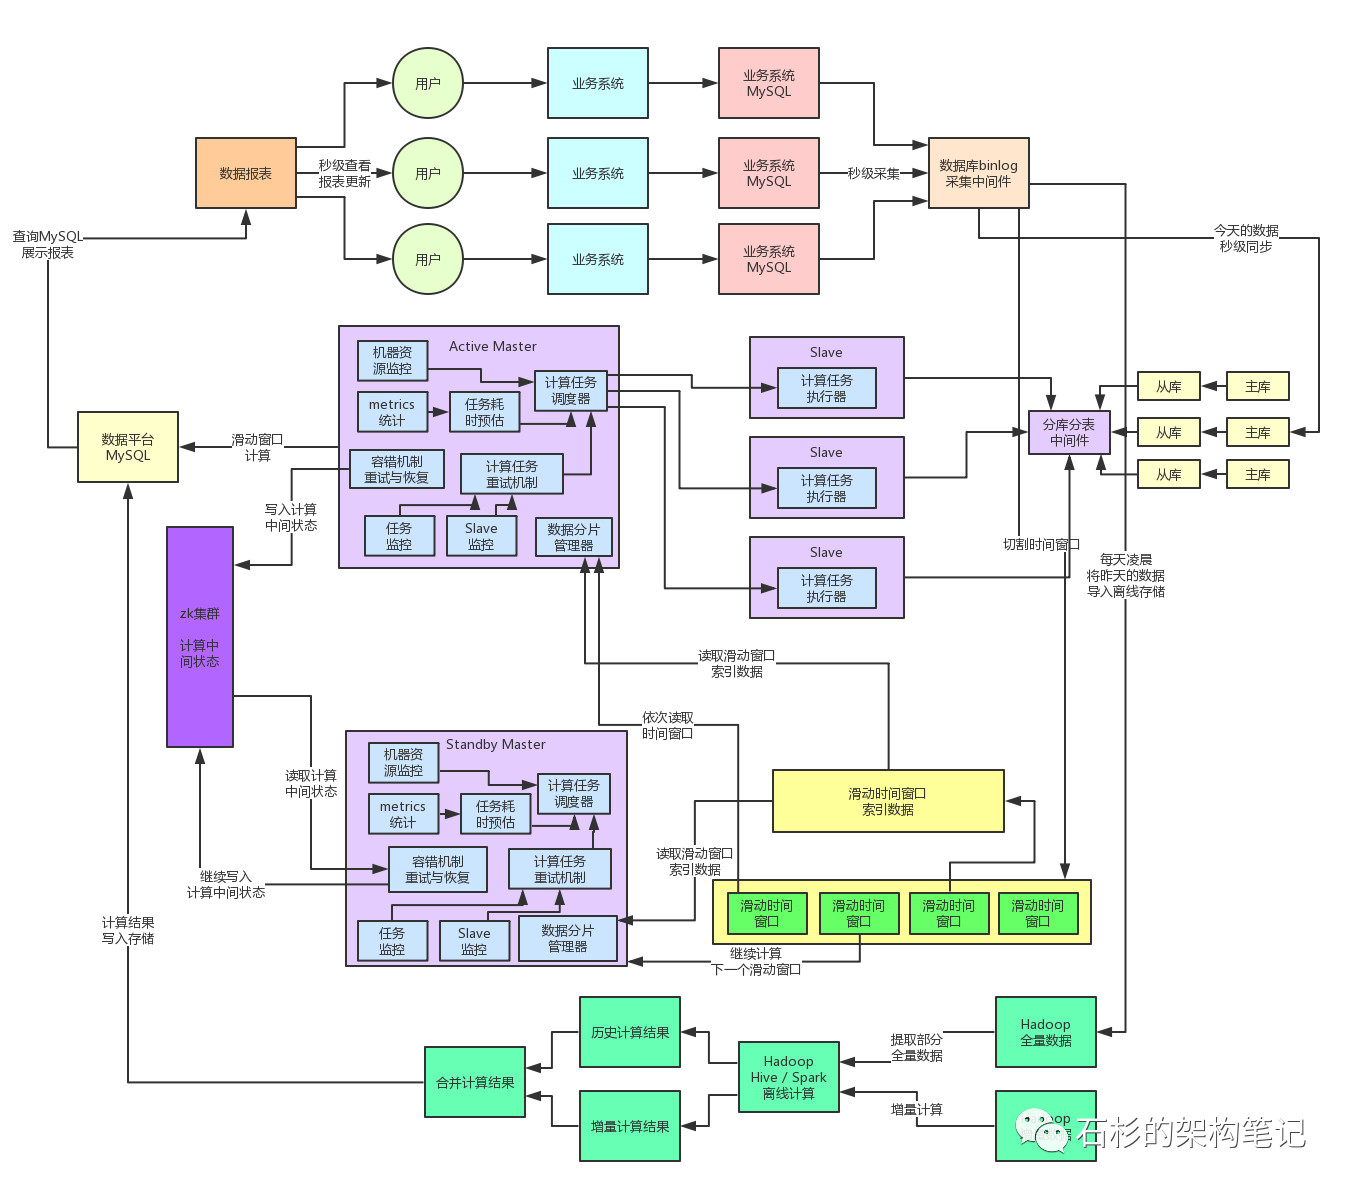 用户
业务系统
业务系统
MySQL
数据报表
秒级查看
报表更新
用户
业务系统
业务系统
MySQL
秒级采集
数据库binlog
采集中间件
用户
业务系统
业务系统
MySQL
查询MySQL
展示报表
今天的数据
秒级同步
Active Master
机器资
源监控
计算任务
调度器
metrics
统计
任务耗
时预估
容错机制
重试与恢复
计算任务
重试机制
任务
监控
Slave
监控
数据分片
管理器
Slave
计算任务
执行器
Slave
计算任务
执行器
Slave
计算任务
执行器
分库分表
中间件
从库
主库
从库
主库
从库
主库
数据平台
MySQL
滑动窗口
计算
写入计算
中间状态
切割时间窗口
每天凌晨
将昨天的数据
导入离线存储
zk集群
计算中
间状态
读取滑动窗口
索引数据
依次读取
时间窗口
读取计算
中间状态
Standby Master
机器资
源监控
计算任务
调度器
metrics
统计
任务耗
时预估
容错机制
重试与恢复
计算任务
重试机制
任务
监控
Slave
监控
数据分片
管理器
滑动时间窗口
索引数据
读取滑动窗口
索引数据
继续写入
计算中间状态
滑动时间
窗口
滑动时间
窗口
滑动时间
窗口
滑动时间
窗口
继续计算
下一个滑动窗口
计算结果
写入存储
历史计算结果
增量计算结果
合并计算结果
Hadoop
Hive / Spark
离线计算
提取部分
全量数据
增量计算
Hadoop
全量数据
石杉的架构笔记